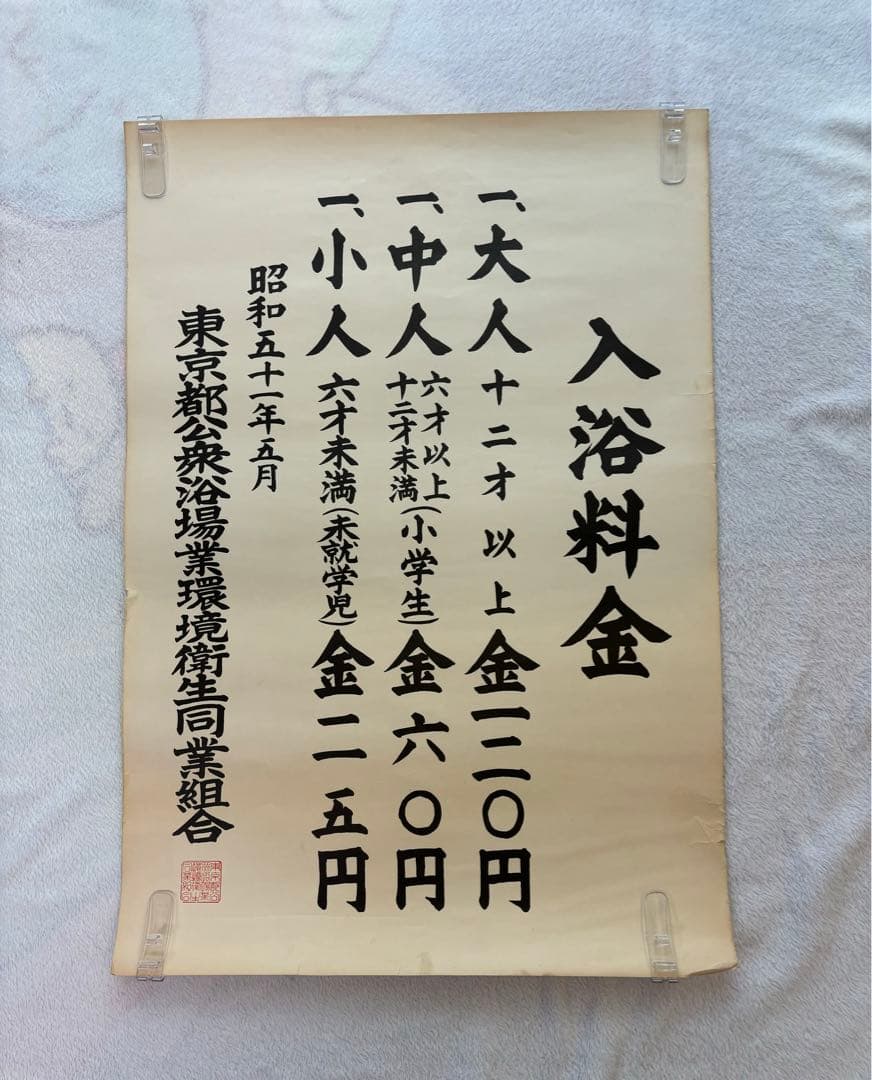 入浴料金
一、大人 十二才以上 金一二〇円
一、中人 六才以上十二才未満(小学生) 金六〇円
一、小人 六才未満(未就学児) 金二五円
昭和五十一年五月
東京都公衆浴場業環境衛生同業組合